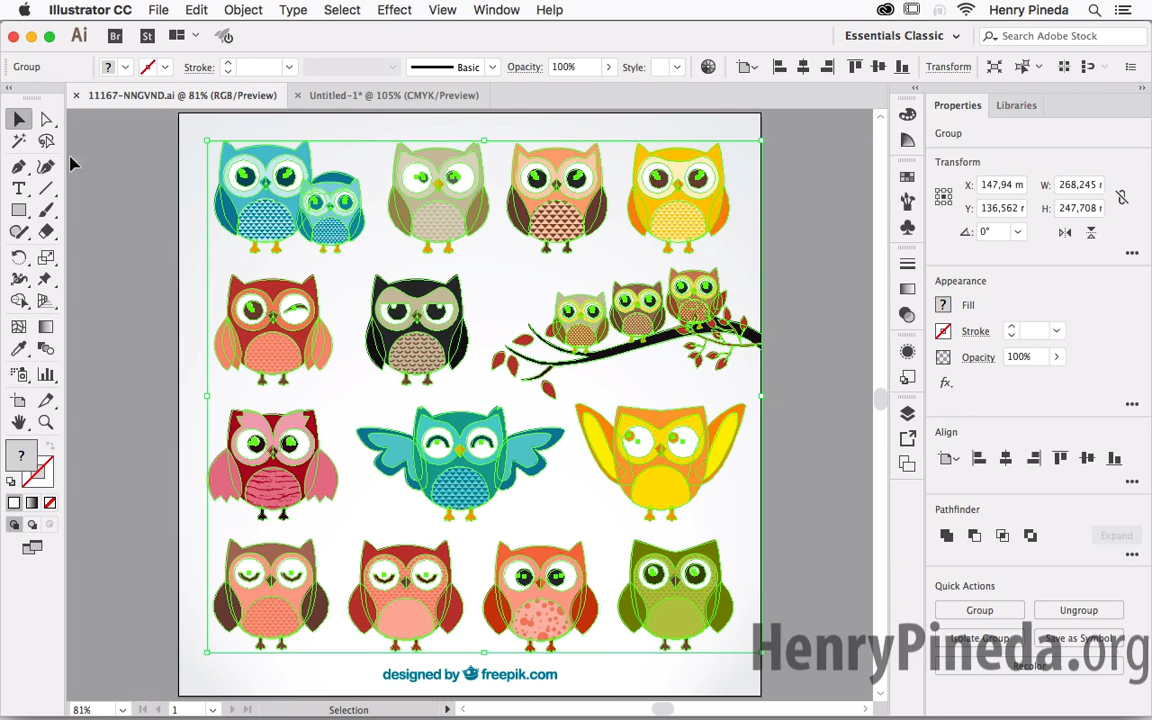 Illustrator CC File Edit Object Type Select Effect View Window Help Henry Pineda
Ai Br St Essentials Classic Search Adobe Stock
Group ? Stroke: Basic Opacity: 100% Style: Transform
11167-NNGVND.ai @ 81% (RGB/Preview) Untitled-1* @ 105% (CMYK/Preview)
Properties Libraries
Group
Transform
X: 147,94 m W: 268,245 r
Y: 136,562 r H: 247,708 r
0°
Appearance
? Fill
Stroke
Opacity 100%
fx.
Align
?
Pathfinder
Expand
Quick Actions
Group Ungroup
Isolate Group Save as Symbol
Recolor
HenryPineda.org
designed by freepik.com
81% 1 Selection